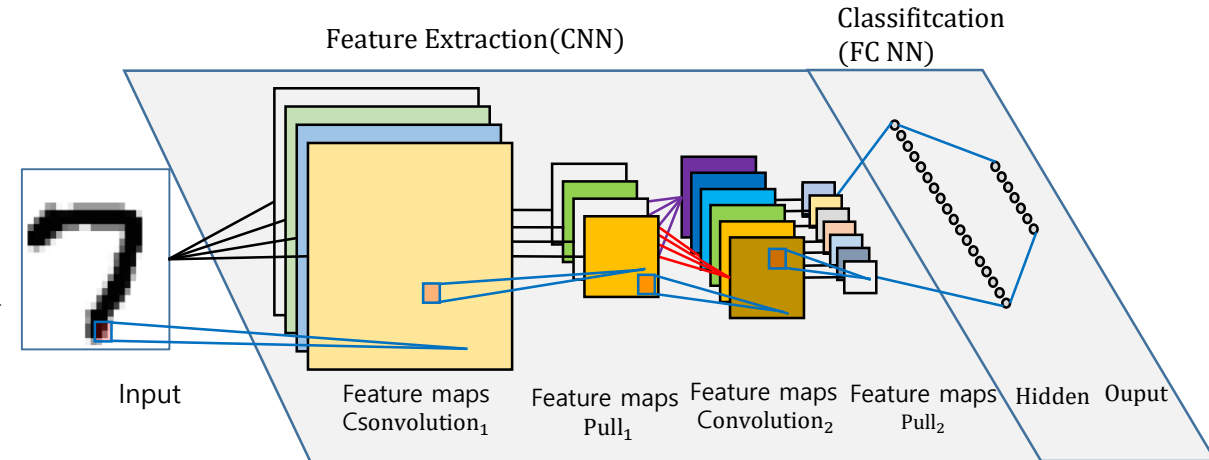 Feature Extraction(CNN)
Classifitcation
(FC NN)
Input
Feature maps
Csonvolution₁
Feature maps
Pull₁
Feature maps
Convolution₂
Feature maps
Pull₂
Hidden
Ouput